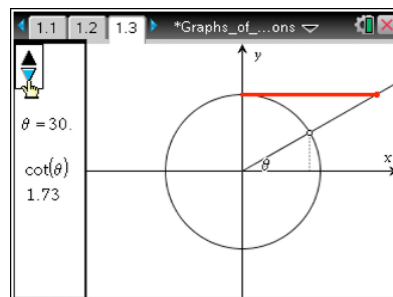 1.1 1.2 1.3 *Graphs_of_...ons
y
θ = 30.
cot(θ)
1.73
θ
x